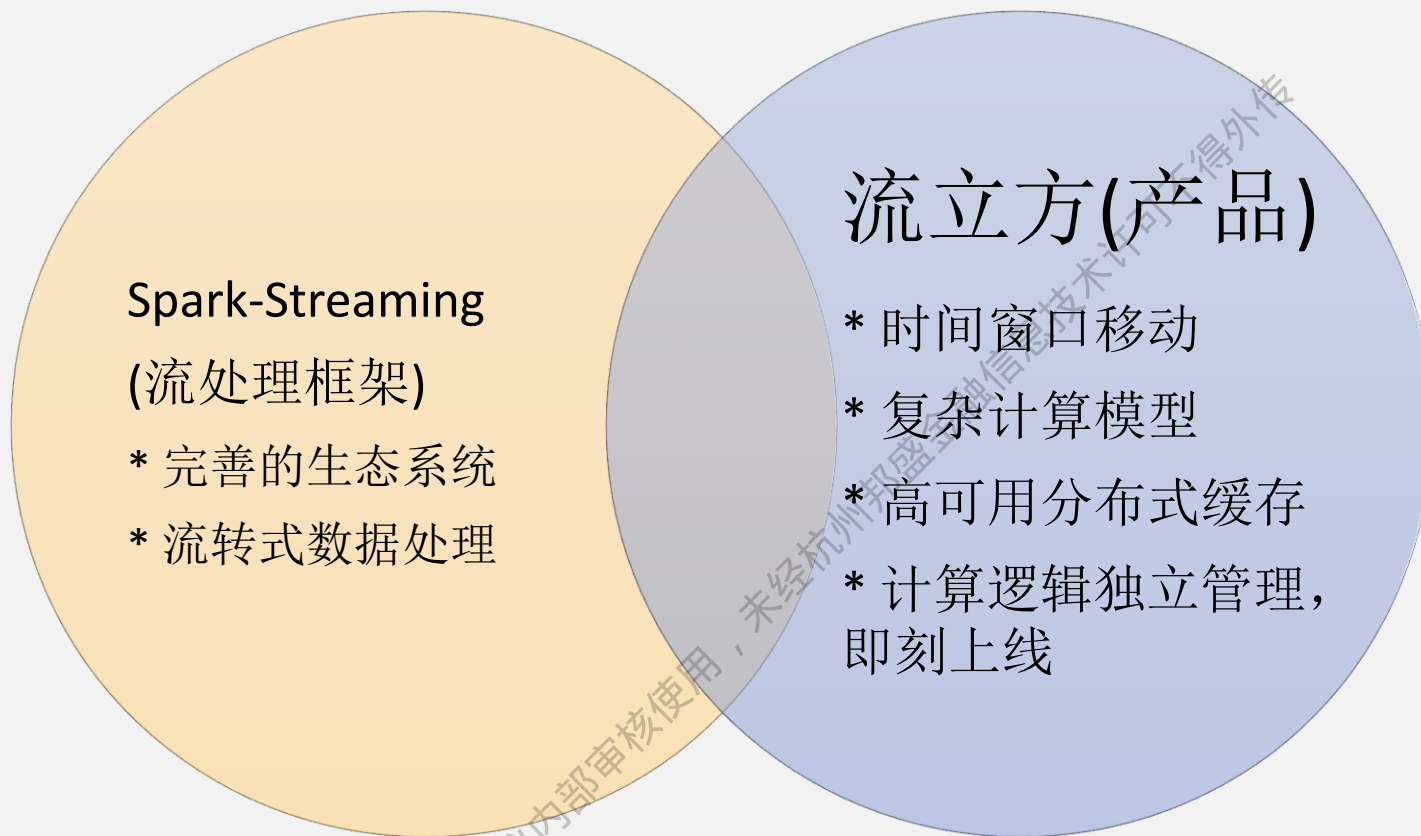 Spark-Streaming
(流处理框架)
* 完善的生态系统
* 流转式数据处理
流立方(产品)
* 时间窗口移动
* 复杂计算模型
* 高可用分布式缓存
* 计算逻辑独立管理，
即刻上线
内部审核使用，未经杭州邦盛金融信息技术许可不得外传